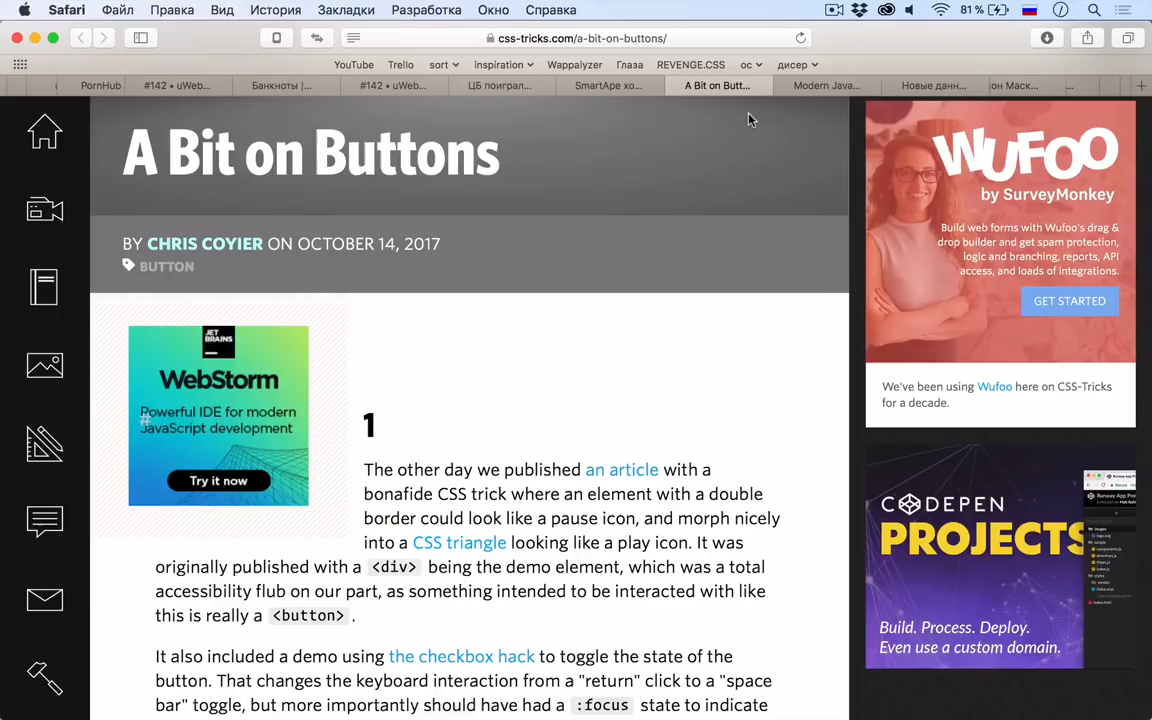 Safari Файл Правка Вид История Закладки Разработка Окно Справка 81 %
css-tricks.com/a-bit-on-buttons/
YouTube Trello sort inspiration Wappalyzer Глаза REVENGE.CSS ос дисер
PornHub #142 • uWeb... Банкноты |... #142 • uWeb... ЦБ поиграл... SmartApe хо... A Bit on Butt... Modern Java... Новые данн... он Маск... ...
A Bit on Buttons
BY CHRIS COYIER ON OCTOBER 14, 2017
BUTTON
JET
BRAINS
WebStorm
Powerful IDE for modern
JavaScript development
Try it now
#
1
The other day we published an article with a
bonafide CSS trick where an element with a double
border could look like a pause icon, and morph nicely
into a CSS triangle looking like a play icon. It was
originally published with a <div> being the demo element, which was a total
accessibility flub on our part, as something intended to be interacted with like
this is really a <button> .
It also included a demo using the checkbox hack to toggle the state of the
button. That changes the keyboard interaction from a "return" click to a "space
bar" toggle, but more importantly should have had a :focus state to indicate
WUFOO
by SurveyMonkey
Build web forms with Wufoo's drag &
drop builder and get spam protection,
logic and branching, reports, API
access, and loads of integrations.
GET STARTED
We've been using Wufoo here on CSS-Tricks
for a decade.
CODEPEN
PROJECTS
Build. Process. Deploy.
Even use a custom domain.